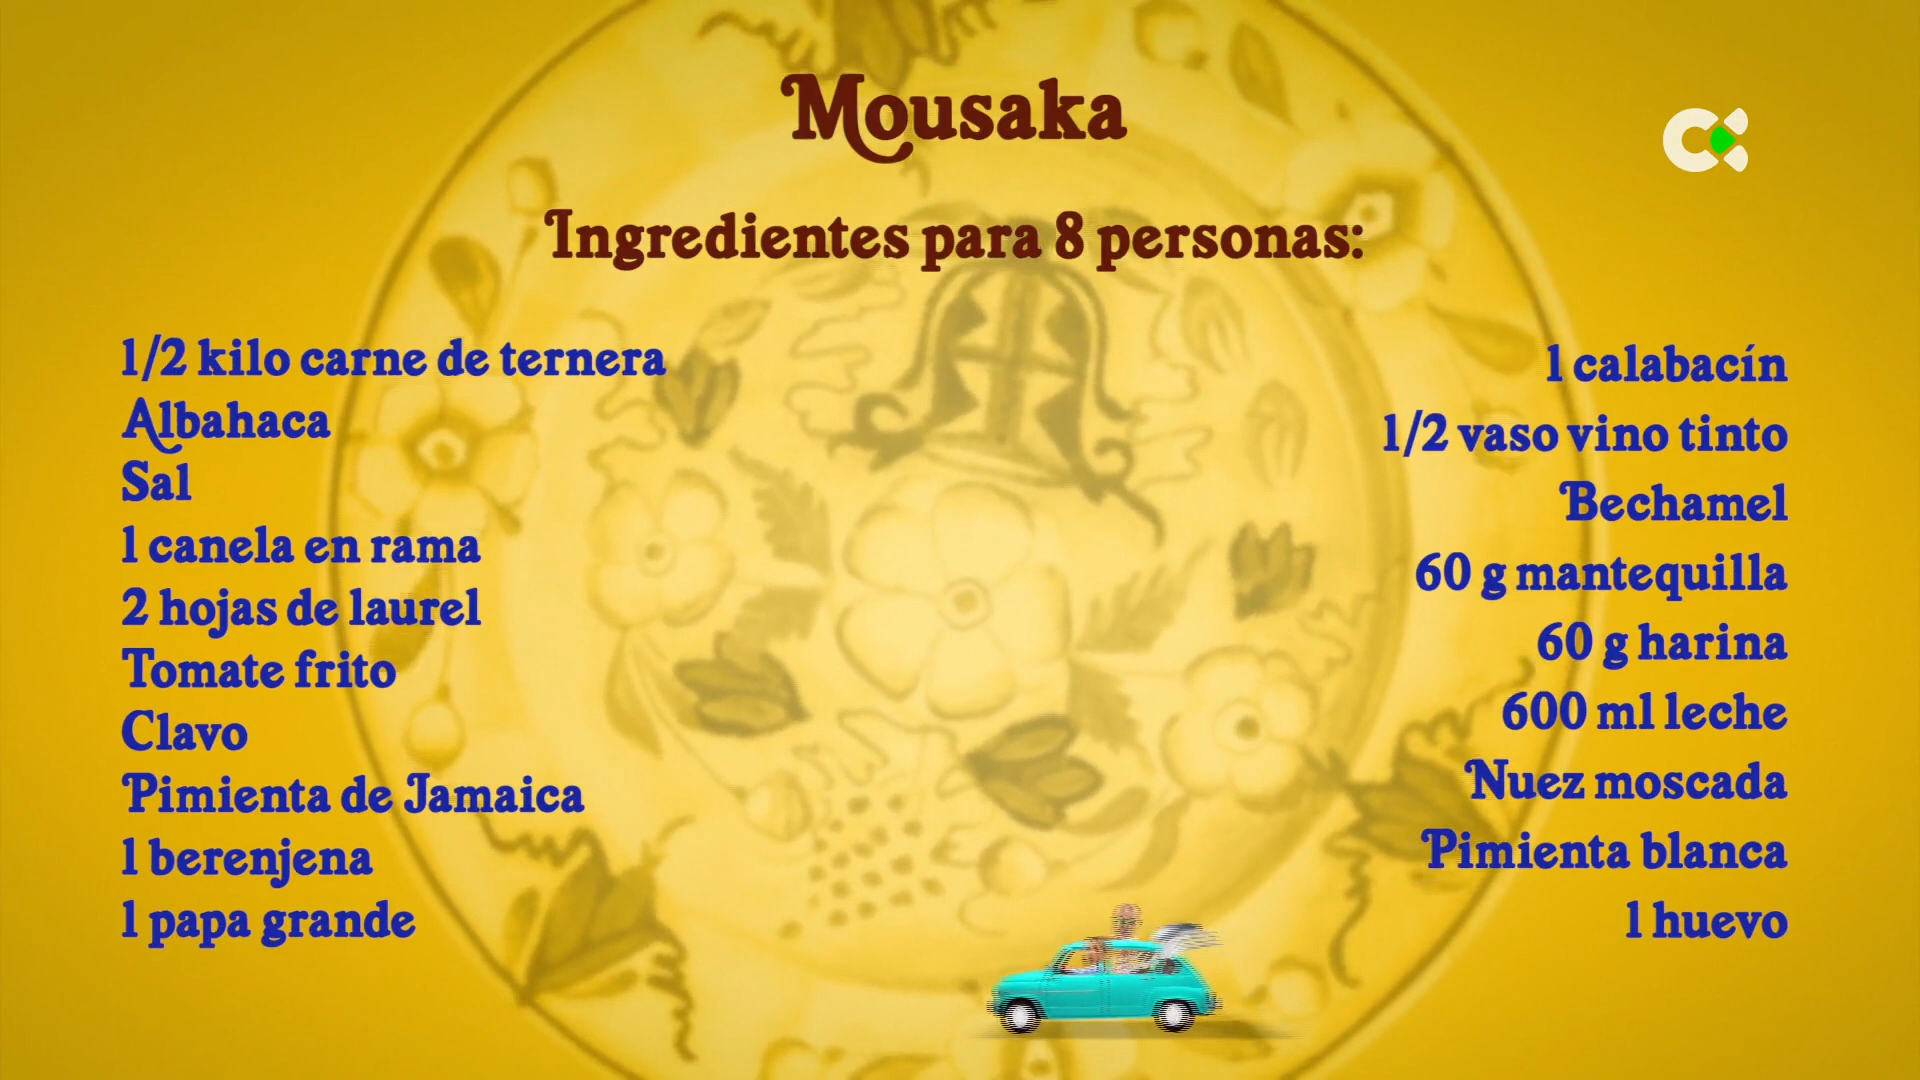 Mousaka
Ingredientes para 8 personas:
1/2 kilo carne de ternera
Albahaca
Sal
1 canela en rama
2 hojas de laurel
Tomate frito
Clavo
Pimienta de Jamaica
1 berenjena
1 papa grande
1 calabacín
1/2 vaso vino tinto
Bechamel
60 g mantequilla
60 g harina
600 ml leche
Nuez moscada
Pimienta blanca
1 huevo